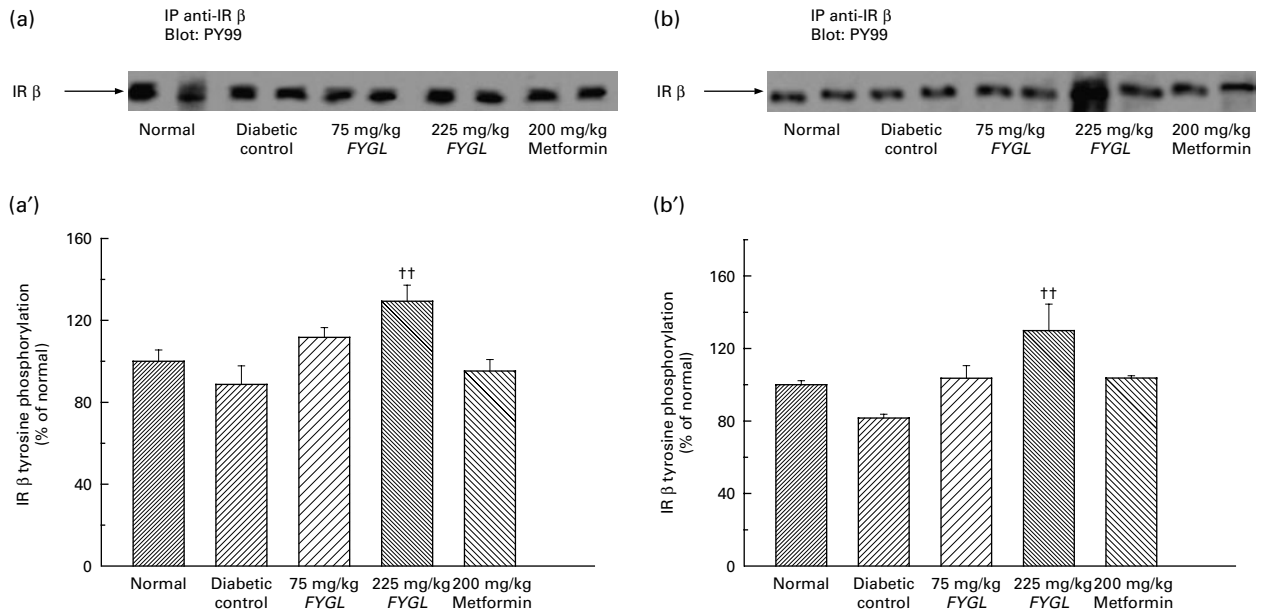 (a)
IP anti-IR β
Blot: PY99
IR β
Normal
Diabetic
control
75 mg/kg
FYGL
225 mg/kg
FYGL
200 mg/kg
Metformin
(b)
IP anti-IR β
Blot: PY99
IR β
Normal
Diabetic
control
75 mg/kg
FYGL
225 mg/kg
FYGL
200 mg/kg
Metformin
(a′)
IR β tyrosine phosphorylation
(% of normal)
160
120
80
40
0
††
Normal
Diabetic
control
75 mg/kg
FYGL
225 mg/kg
FYGL
200 mg/kg
Metformin
(b′)
IR β tyrosine phosphorylation
(% of normal)
160
120
80
40
0
††
Normal
Diabetic
control
75 mg/kg
FYGL
225 mg/kg
FYGL
200 mg/kg
Metformin